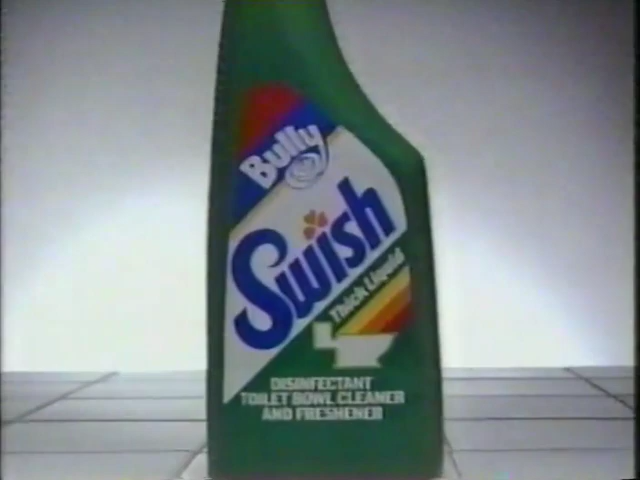 Bully
Swish
Thick Liquid
DISINFECTANT
TOILET BOWL CLEANER
AND FRESHENER